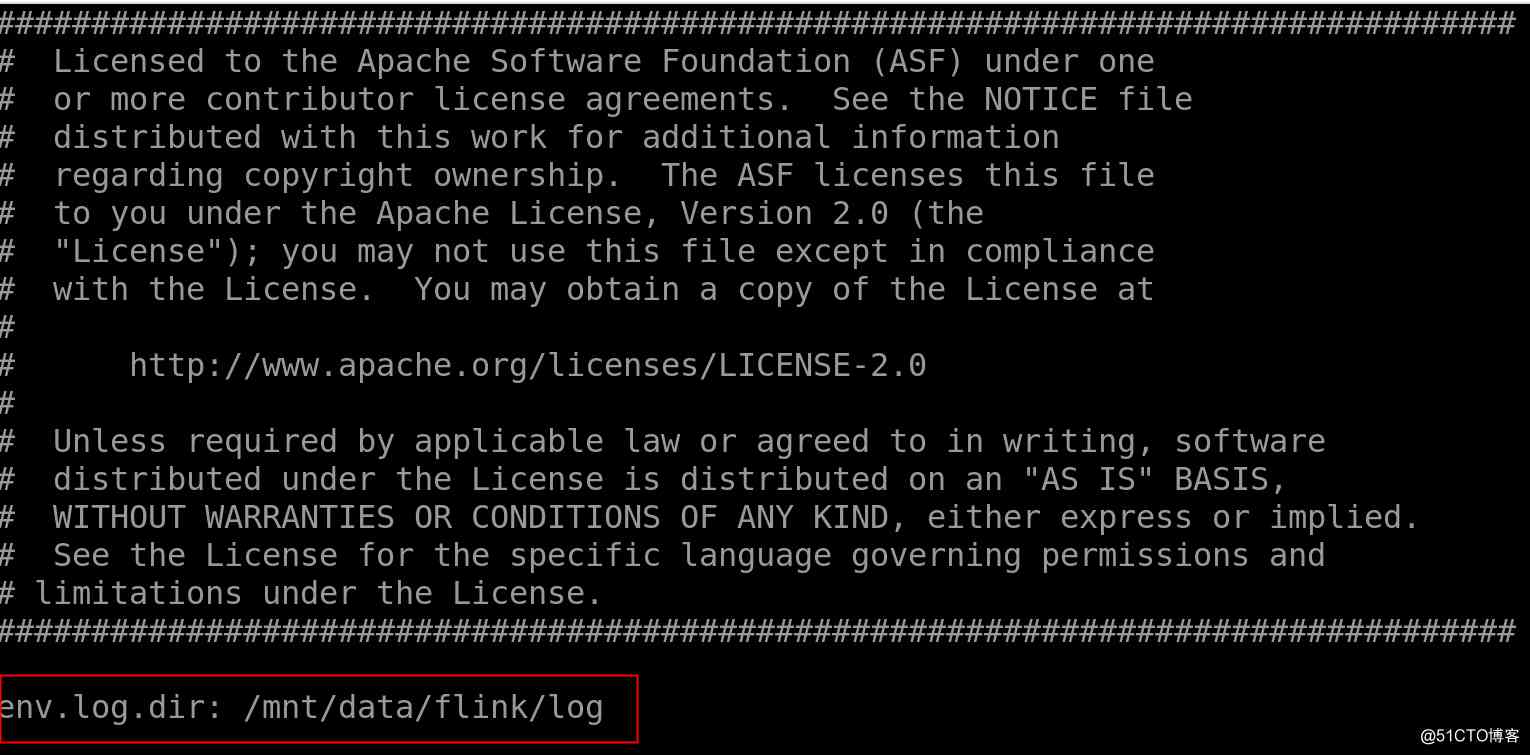 ################################################################################
#  Licensed to the Apache Software Foundation (ASF) under one
#  or more contributor license agreements.  See the NOTICE file
#  distributed with this work for additional information
#  regarding copyright ownership.  The ASF licenses this file
#  to you under the Apache License, Version 2.0 (the
#  "License"); you may not use this file except in compliance
#  with the License.  You may obtain a copy of the License at
#
#      http://www.apache.org/licenses/LICENSE-2.0
#
#  Unless required by applicable law or agreed to in writing, software
#  distributed under the License is distributed on an "AS IS" BASIS,
#  WITHOUT WARRANTIES OR CONDITIONS OF ANY KIND, either express or implied.
#  See the License for the specific language governing permissions and
# limitations under the License.
################################################################################
env.log.dir: /mnt/data/flink/log
@51CTO博客